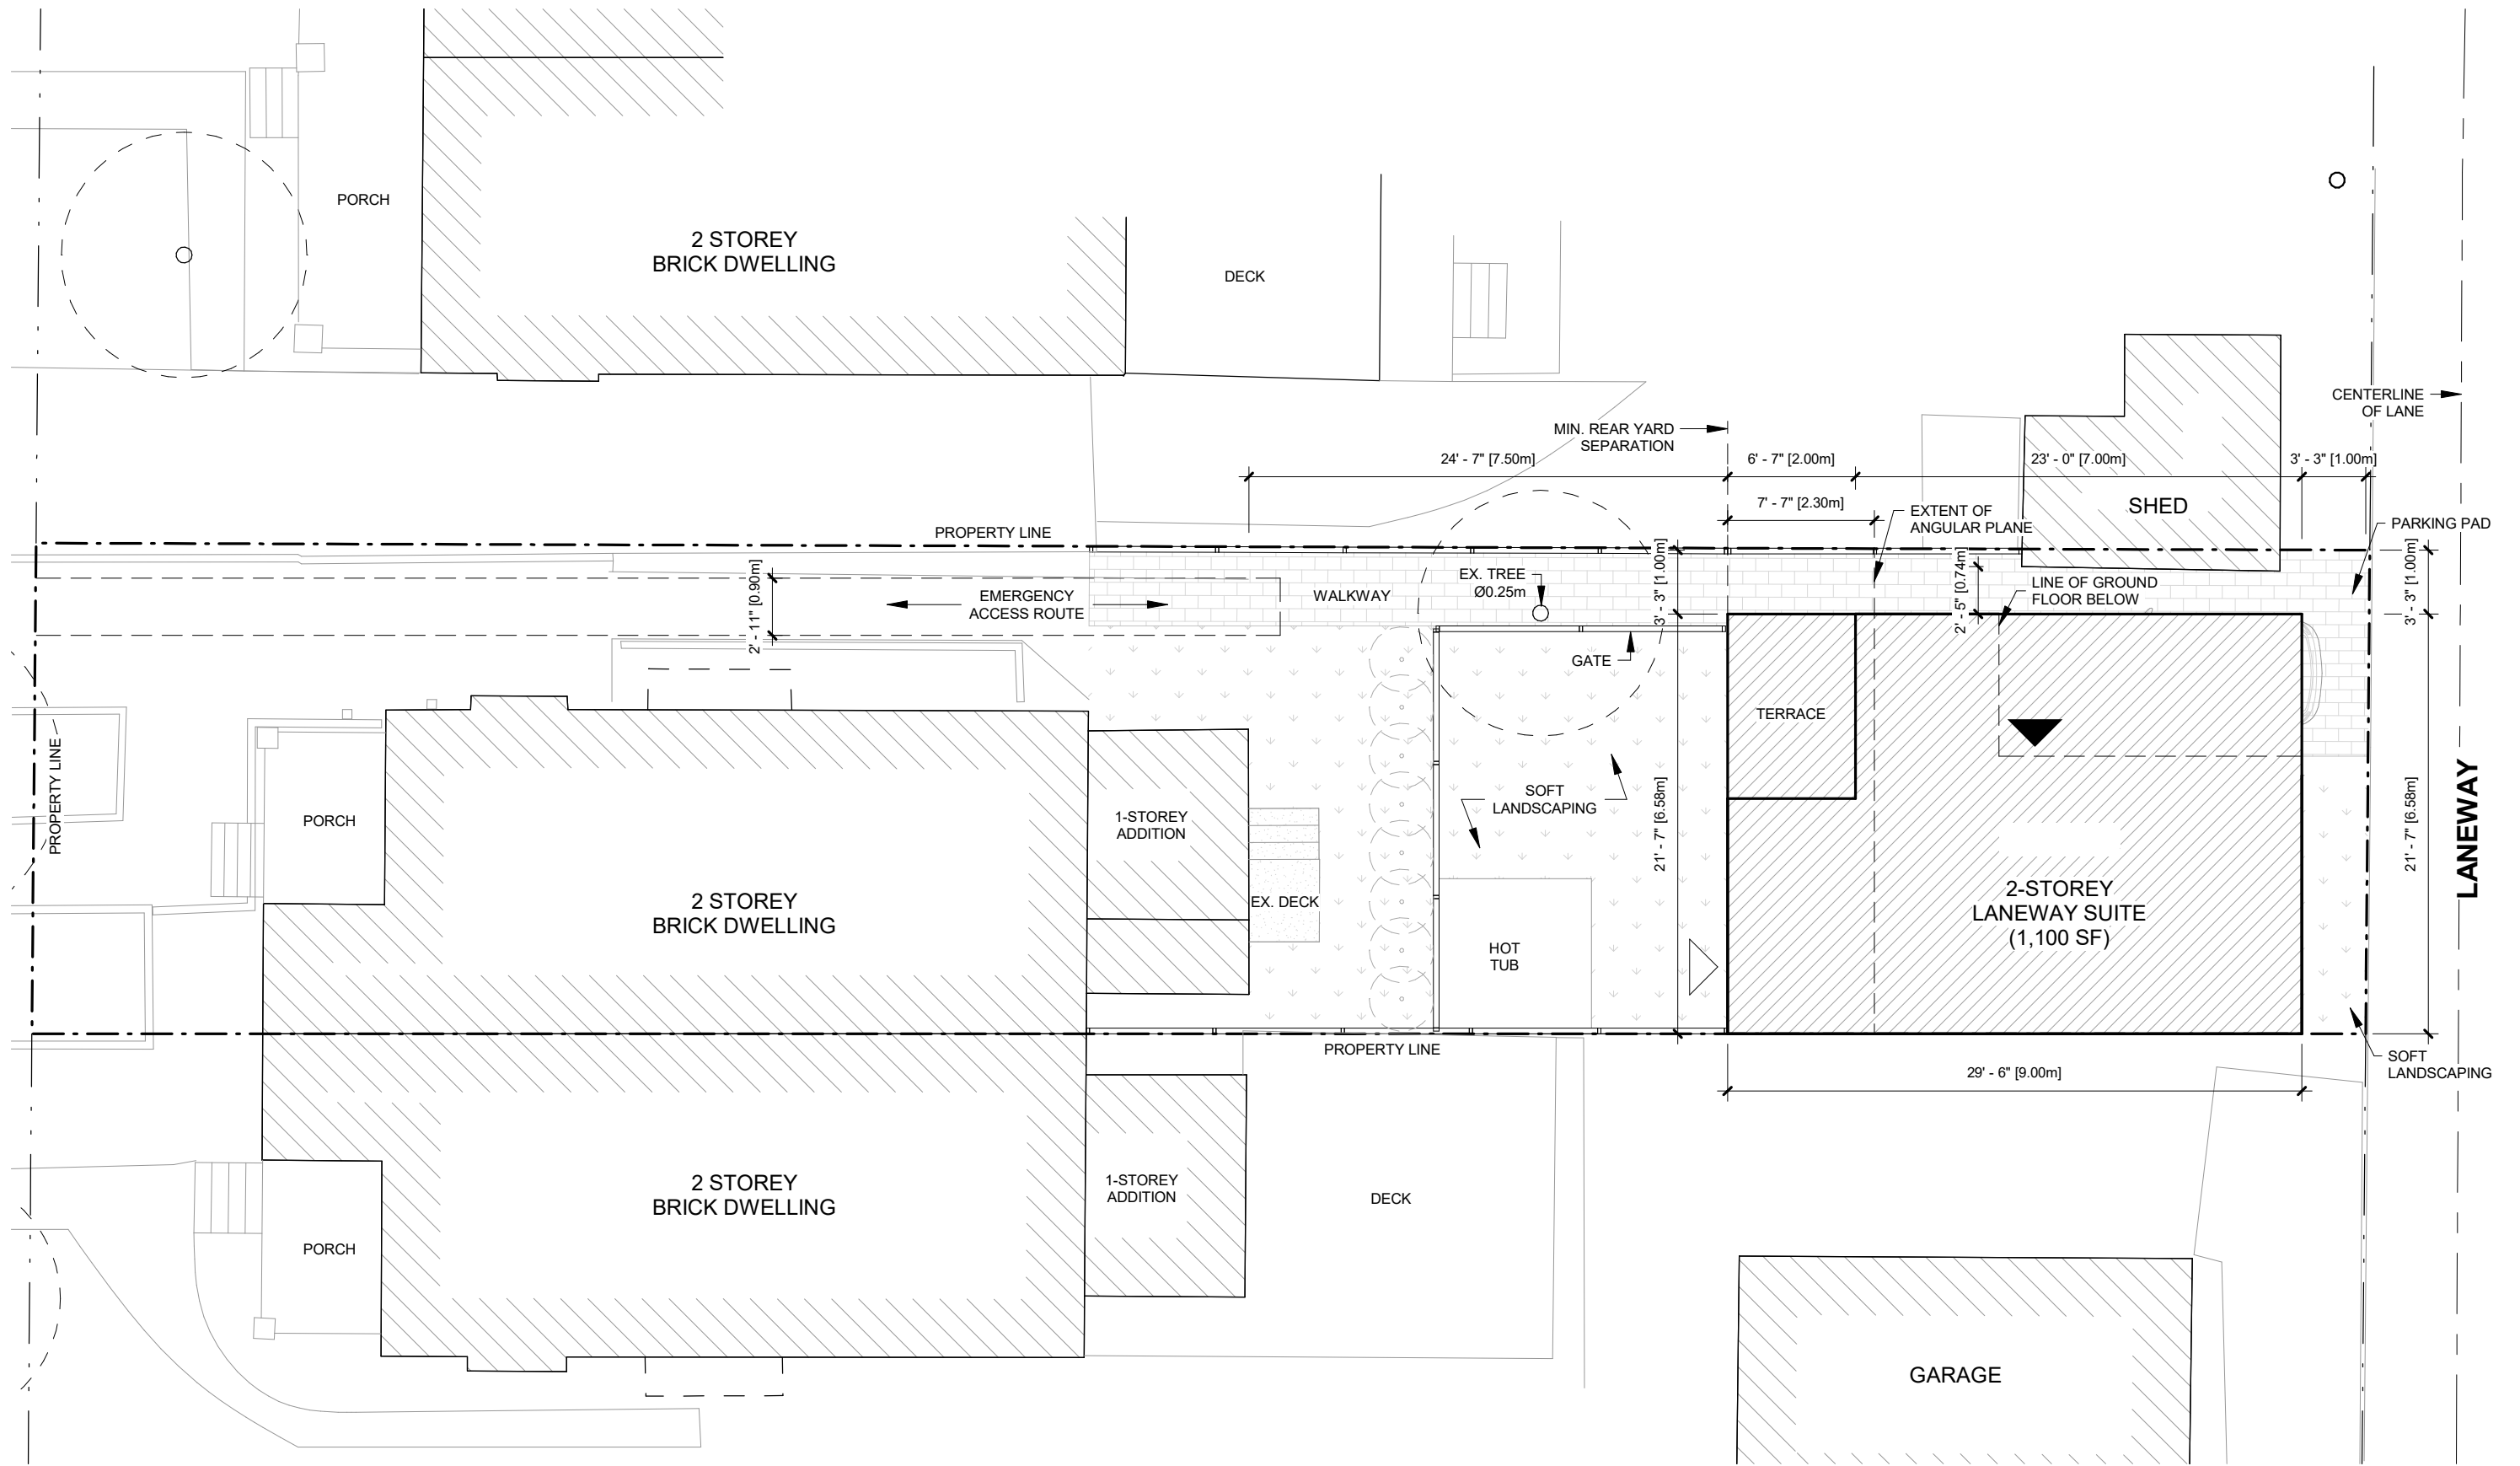 PORCH
2 STOREY
BRICK DWELLING
DECK
CENTERLINE
OF LANE
MIN. REAR YARD
SEPARATION
24' - 7" [7.50m]
6' - 7" [2.00m]
23' - 0" [7.00m]
3' - 3" [1.00m]
7' - 7" [2.30m]
EXTENT OF
ANGULAR PLANE
SHED
PARKING PAD
PROPERTY LINE
2' - 11" [0.90m]
EMERGENCY
ACCESS ROUTE
WALKWAY
EX. TREE
Ø0.25m
3' - 3" [1.00m]
2' - 5" [0.74m]
LINE OF GROUND
FLOOR BELOW
3' - 3" [1.00m]
GATE
TERRACE
PROPERTY LINE
PORCH
1-STOREY
ADDITION
SOFT
LANDSCAPING
21' - 7" [6.58m]
21' - 7" [6.58m]
LANEWAY
2 STOREY
BRICK DWELLING
EX. DECK
2-STOREY
LANEWAY SUITE
(1,100 SF)
HOT
TUB
PROPERTY LINE
SOFT
LANDSCAPING
29' - 6" [9.00m]
2 STOREY
BRICK DWELLING
1-STOREY
ADDITION
DECK
PORCH
GARAGE